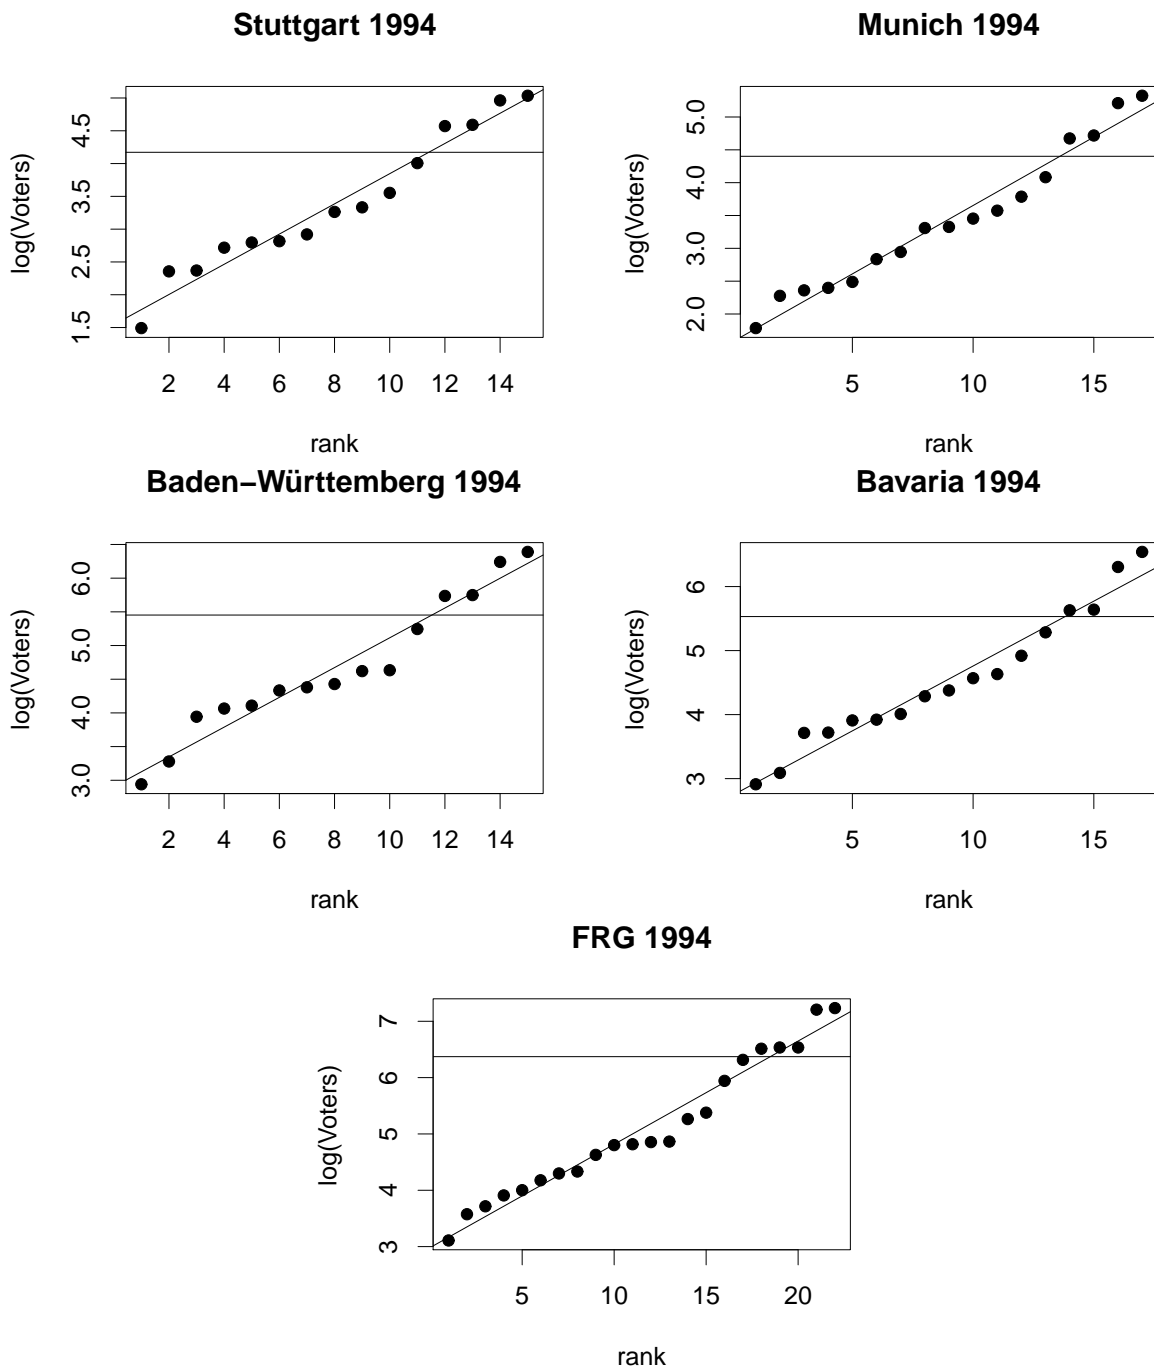 Stuttgart 1994
log(Voters)
4.5
3.5
2.5
1.5
2 4 6 8 10 12 14
rank
Munich 1994
log(Voters)
5.0
4.0
3.0
2.0
5 10 15
rank
Baden−Württemberg 1994
log(Voters)
6.0
5.0
4.0
3.0
2 4 6 8 10 12 14
rank
Bavaria 1994
log(Voters)
6
5
4
3
5 10 15
rank
FRG 1994
log(Voters)
7
6
5
4
3
5 10 15 20
rank